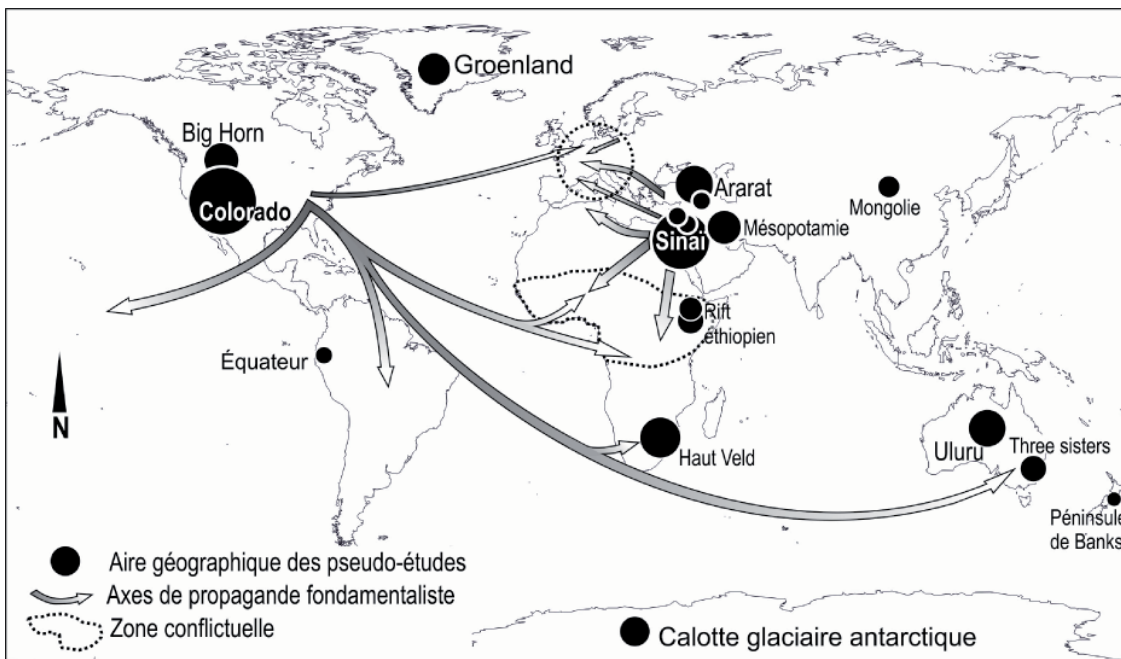 Groenland
Big Horn
Colorado
Ararat
Mongolie
Sinaï
Mésopotamie
Rift
éthiopien
Équateur
N
Haut Veld
Uluru
Three sisters
Péninsule
de Banks
Aire géographique des pseudo-études
Axes de propagande fondamentaliste
Zone conflictuelle
Calotte glaciaire antarctique